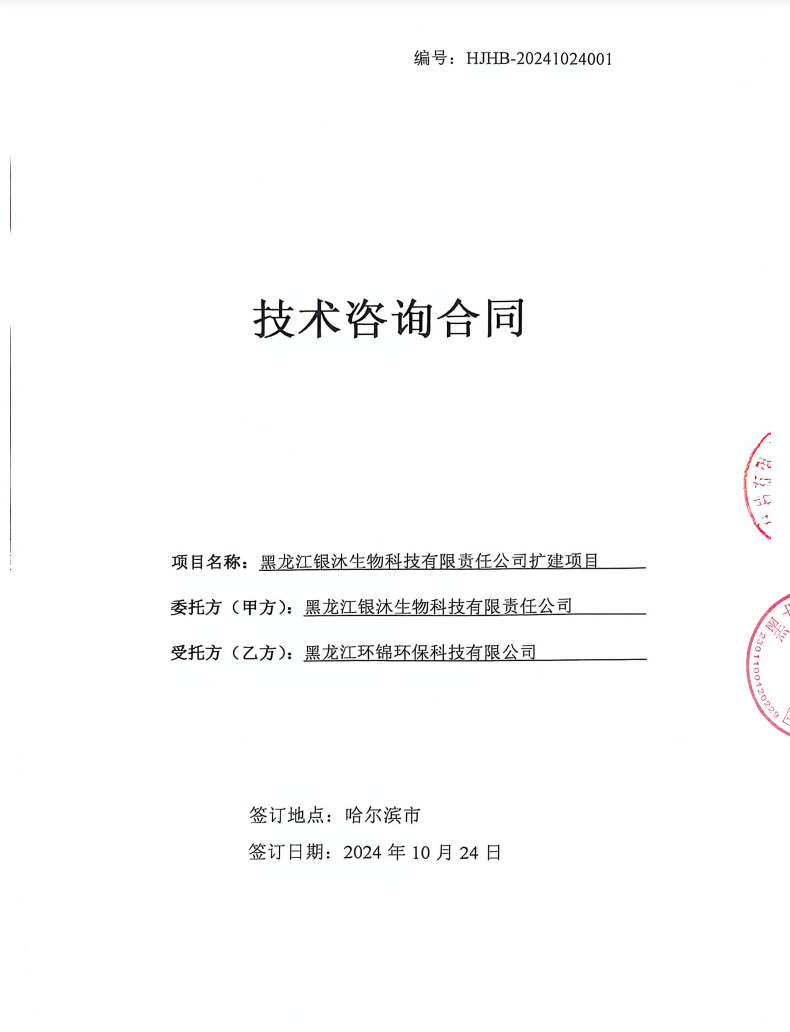 编号：HJHB-20241024001
技术咨询合同
项目名称：黑龙江银沐生物科技有限责任公司扩建项目
委托方（甲方）：黑龙江银沐生物科技有限责任公司
受托方（乙方）：黑龙江环锦环保科技有限公司
签订地点：哈尔滨市
签订日期：2024 年 10 月 24 日
黑龙
2301100120229